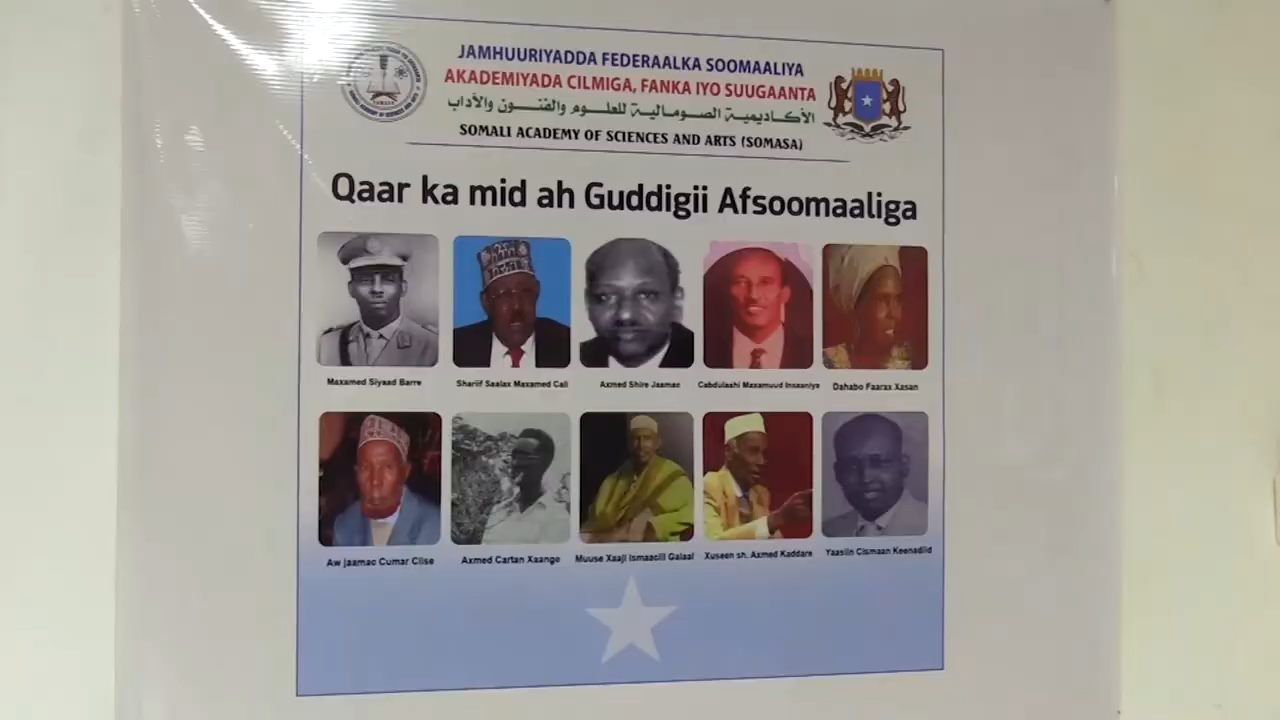 JAMHUURIYADDA FEDERAALKA SOOMAALIYA
AKADEMIYADA CILMIGA, FANKA IYO SUUGAANTA
الأكاديمية الصومالية للعلوم والفنون والأداب
SOMALI ACADEMY OF SCIENCES AND ARTS (SOMASA)
Qaar ka mid ah Guddigii Afsoomaaliga
Maxamed Siyaad Barre
Shariif Saalax Maxamed Cali
Axmed Shire Jaamac
Cabdulaahi Maxamuud Insaaniya
Dahabo Faarax Xasan
Aw Jaamac Cumar Ciise
Axmed Cartan Xaange
Muuse Xaaji Ismaaciil Galaal
Xuseen sh. Axmed Kaddare
Yaasiin Cismaan Keenadiid